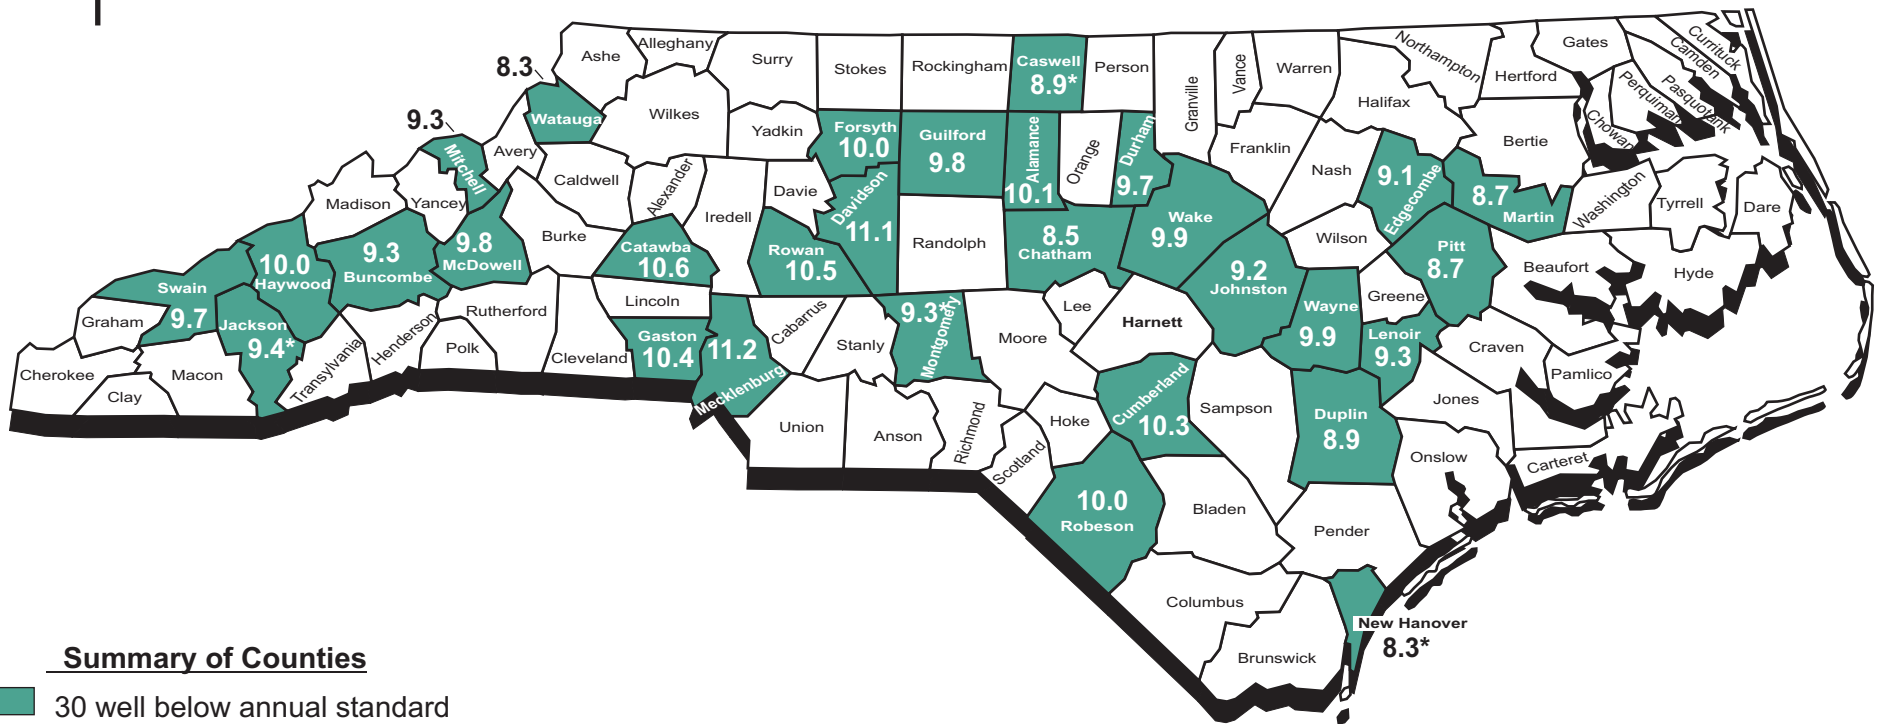 Ashe
Alleghany
Surry
Stokes
Rockingham
Caswell
8.9*
Person
Granville
Vance
Warren
Northampton
Hertford
Gates
Currituck
Camden
Pasquotank
Perquimans
Chowan
8.3
Watauga
Wilkes
Yadkin
Forsyth
10.0
Guilford
9.8
Alamance
10.1
Orange
Durham
9.7
Franklin
Halifax
Nash
Edgecombe
9.1
Bertie
8.7
Martin
Washington
Tyrrell
Dare
9.3
Mitchell
Avery
Caldwell
Alexander
Iredell
Davie
Davidson
11.1
Randolph
8.5
Chatham
Wake
9.9
9.2
Johnston
Wilson
Pitt
8.7
Beaufort
Hyde
Madison
Yancey
9.8
McDowell
Burke
Catawba
10.6
Rowan
10.5
9.3
Buncombe
10.0
Haywood
Swain
9.7
Jackson
9.4*
Graham
Cherokee
Clay
Macon
Transylvania
Henderson
Polk
Rutherford
Cleveland
Lincoln
Gaston
10.4
11.2
Mecklenburg
Cabarrus
Stanly
9.3*
Montgomery
Moore
Lee
Harnett
Wayne
9.9
Greene
Lenoir
9.3
Craven
Pamlico
Jones
Union
Anson
Richmond
Scotland
Hoke
Cumberland
10.3
Sampson
Duplin
8.9
Onslow
Carteret
10.0
Robeson
Bladen
Pender
Columbus
New Hanover
8.3*
Brunswick
Summary of Counties
30 well below annual standard